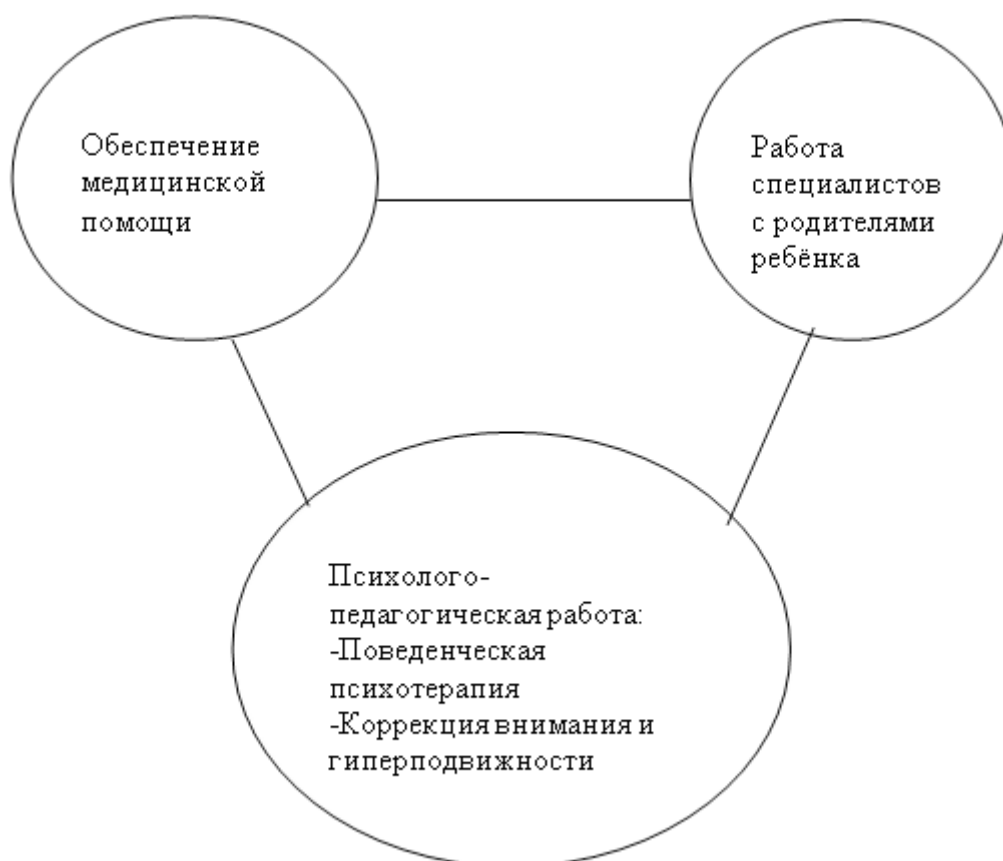 Обеспечение
медицинской
помощи
Работа
специалистов
с родителями
ребёнка
Психолого-
педагогическая работа:
-Поведенческая
психотерапия
-Коррекция внимания и
гиперподвижности